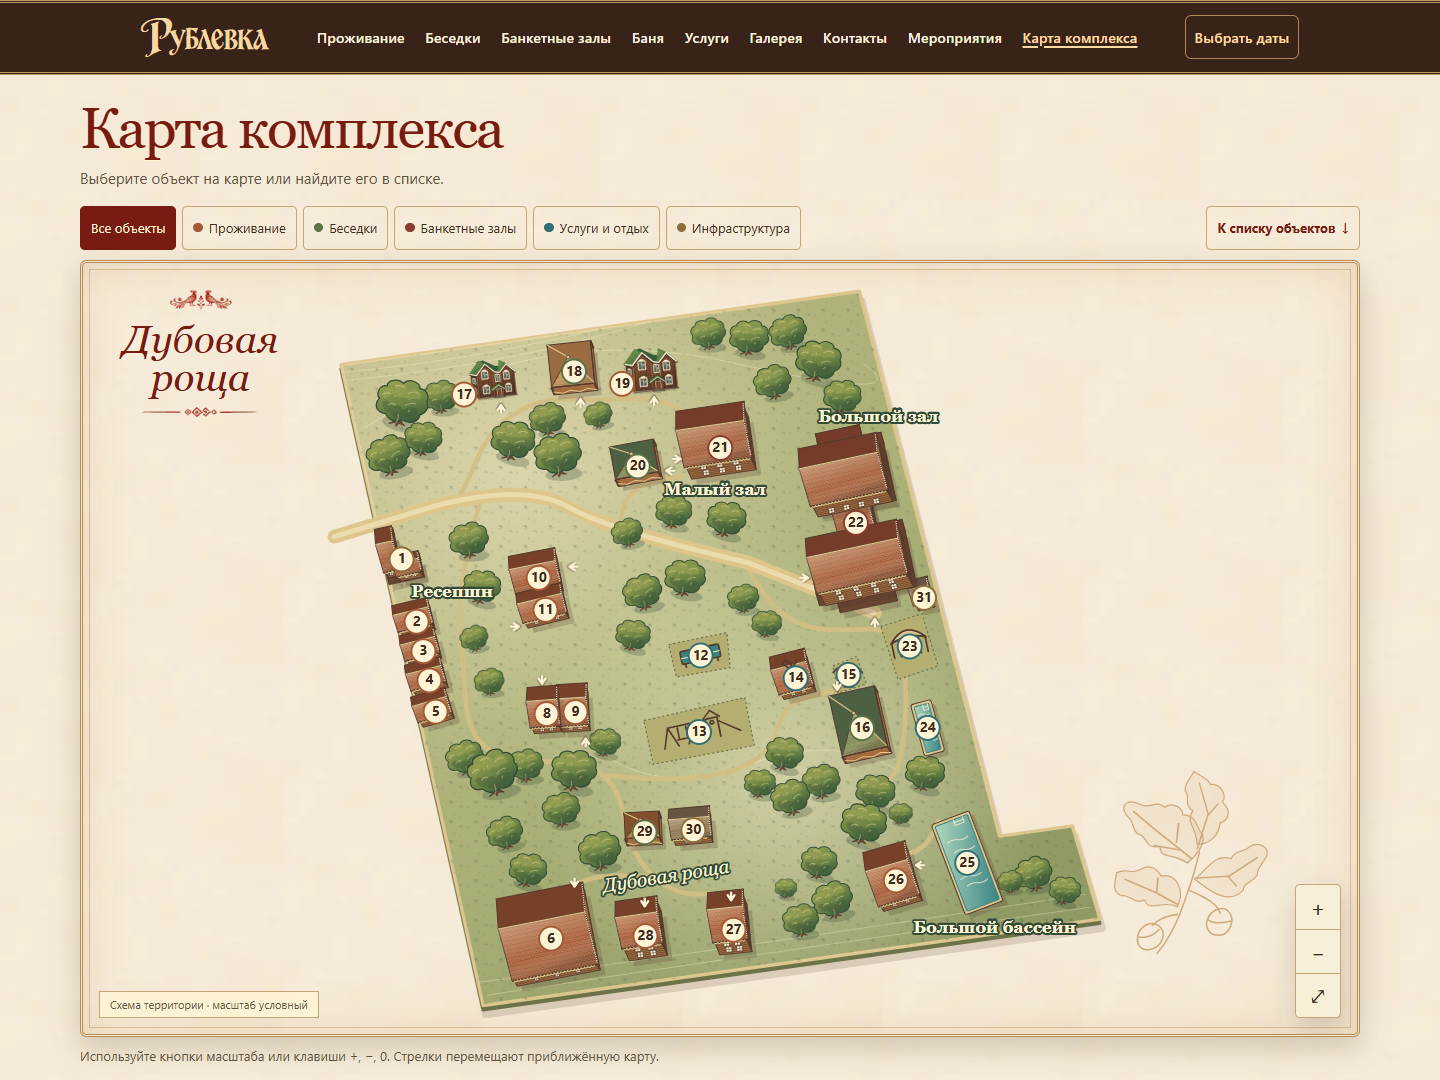 Рублевка
Проживание Беседки Банкетные залы Баня Услуги Галерея Контакты Мероприятия Карта комплекса Выбрать даты
Карта комплекса
Выберите объект на карте или найдите его в списке.
Все объекты Проживание Беседки Банкетные залы Услуги и отдых Инфраструктура К списку объектов ↓
Дубовая
роща
18
19
17
Большой зал
21
20
Малый зал
22
1
10
Ресепшн
31
11
2
23
3
12
15
14
4
5
8
9
16
24
13
29
30
25
Дубовая роща
26
Большой бассейн
27
28
6
+
−
Схема территории · масштаб условный
Используйте кнопки масштаба или клавиши +, −, 0. Стрелки перемещают приближённую карту.